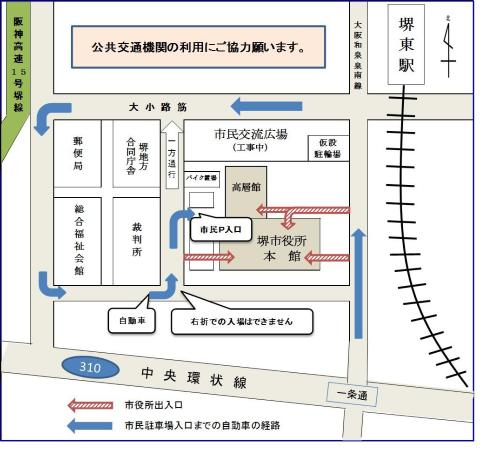 公共交通機関の利用にご協力願います。
阪神高速15号堺線
大阪和泉泉南線
堺東駅
大小路筋
郵便局
堺地方合同庁舎
一方通行
市民交流広場
(工事中)
仮設
駐輪場
バイク置場
高層館
市民P入口
堺市役所
本館
総合福祉会館
裁判所
自動車
右折での入場はできません
310
中央環状線
一条通
市役所出入口
市民駐車場入口までの自動車の経路